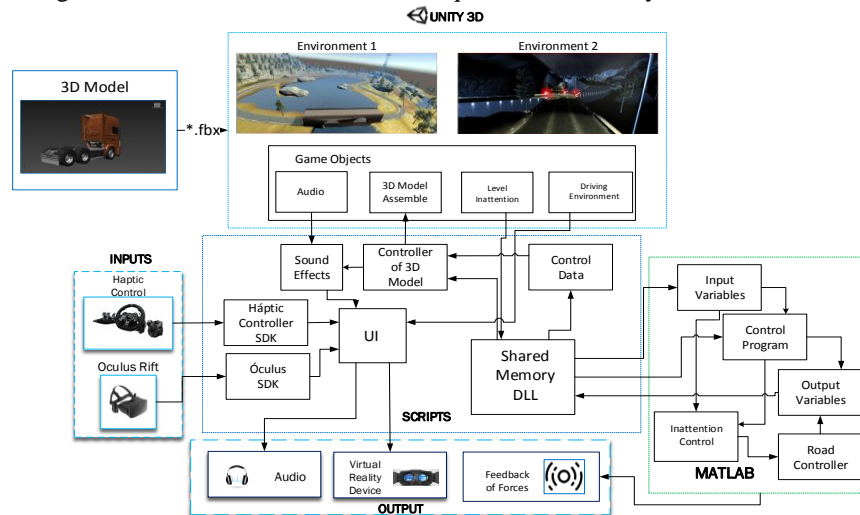 UNITY 3D
Environment 1
Environment 2
3D Model
*.fbx
Game Objects
Audio
3D Model
Assemble
Level
Inattention
Driving
Environment
INPUTS
Haptic
Control
Oculus Rift
Sound
Effects
Controller
of 3D
Model
Control
Data
Háptic
Controller
SDK
UI
Óculus
SDK
Shared
Memory
DLL
SCRIPTS
Input
Variables
Control
Program
Output
Variables
Inattention
Control
Road
Controller
MATLAB
Audio
Virtual
Reality
Device
Feedback
of Forces
OUTPUT